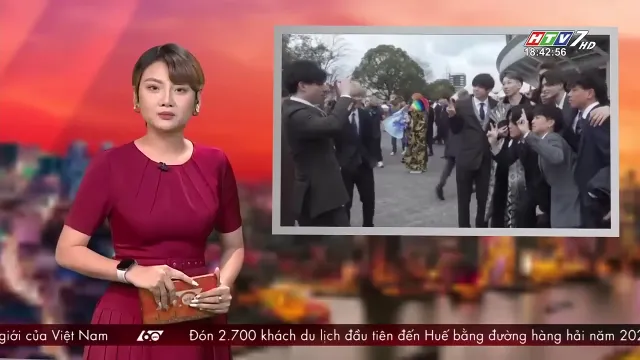 HTV7 HD
18:42:56
giới của Việt Nam 60 Đón 2.700 khách du lịch đầu tiên đến Huế bằng đường hàng hải năm 202